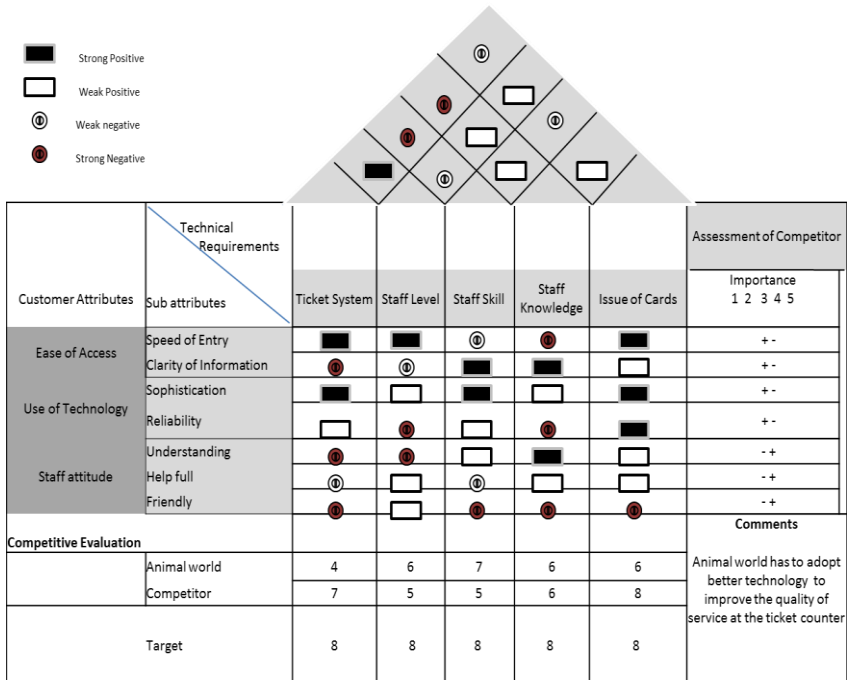 Strong Positive
Weak Positive
Weak negative
Strong Negative
Technical
Requirements
Assessment of Competitor
Customer Attributes
Sub attributes
Ticket System
Staff Level
Staff Skill
Staff
Knowledge
Issue of Cards
Importance
1 2 3 4 5
Ease of Access
Speed of Entry
+ -
Clarity of Information
+ -
Use of Technology
Sophistication
+ -
Reliability
+ -
Staff attitude
Understanding
- +
Help full
- +
Friendly
- +
Competitive Evaluation
Comments
Animal world 4 6 7 6 6
Competitor 7 5 5 6 8
Target 8 8 8 8 8
Animal world has to adopt
better technology to
improve the quality of
service at the ticket counter